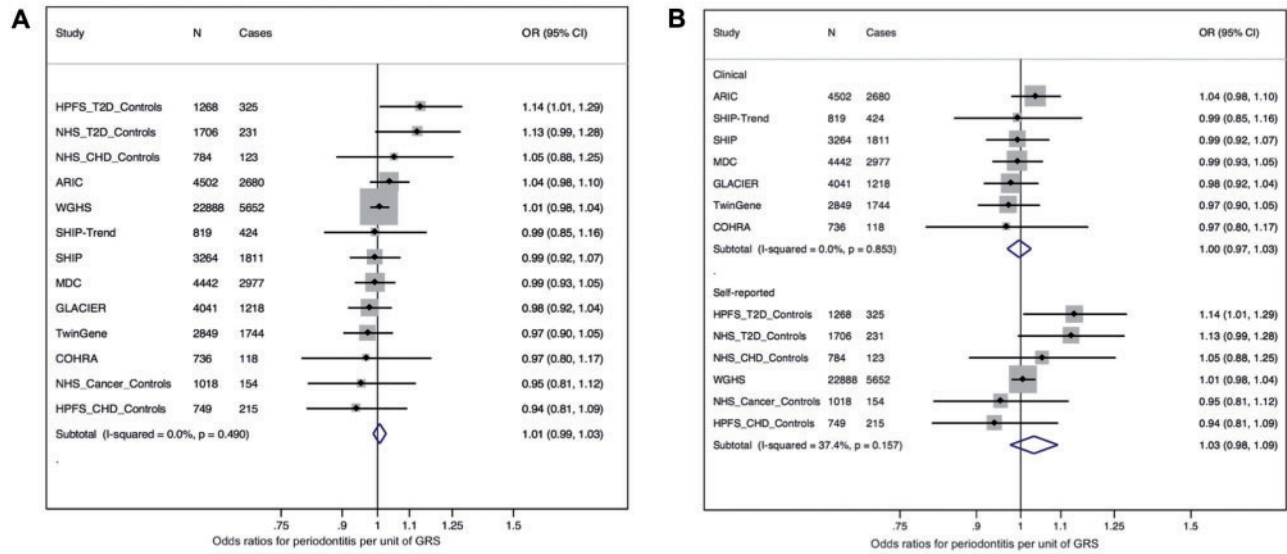 A
Study N Cases OR (95% CI)
HPFS_T2D_Controls 1268 325 1.14 (1.01, 1.29)
NHS_T2D_Controls 1706 231 1.13 (0.99, 1.28)
NHS_CHD_Controls 784 123 1.05 (0.88, 1.25)
ARIC 4502 2680 1.04 (0.98, 1.10)
WGHS 22888 5652 1.01 (0.98, 1.04)
SHIP-Trend 819 424 0.99 (0.85, 1.16)
SHIP 3264 1811 0.99 (0.92, 1.07)
MDC 4442 2977 0.99 (0.93, 1.05)
GLACIER 4041 1218 0.98 (0.92, 1.04)
TwinGene 2849 1744 0.97 (0.90, 1.05)
COHRA 736 118 0.97 (0.80, 1.17)
NHS_Cancer_Controls 1018 154 0.95 (0.81, 1.12)
HPFS_CHD_Controls 749 215 0.94 (0.81, 1.09)
Subtotal (I-squared = 0.0%, p = 0.490) 1.01 (0.99, 1.03)
.
.75 .9 1 1.1 1.25 1.5
Odds ratios for periodontitis per unit of GRS
B
Study N Cases OR (95% CI)
Clinical
ARIC 4502 2680 1.04 (0.98, 1.10)
SHIP-Trend 819 424 0.99 (0.85, 1.16)
SHIP 3264 1811 0.99 (0.92, 1.07)
MDC 4442 2977 0.99 (0.93, 1.05)
GLACIER 4041 1218 0.98 (0.92, 1.04)
TwinGene 2849 1744 0.97 (0.90, 1.05)
COHRA 736 118 0.97 (0.80, 1.17)
Subtotal (I-squared = 0.0%, p = 0.853) 1.00 (0.97, 1.03)
.
Self-reported
HPFS_T2D_Controls 1268 325 1.14 (1.01, 1.29)
NHS_T2D_Controls 1706 231 1.13 (0.99, 1.28)
NHS_CHD_Controls 784 123 1.05 (0.88, 1.25)
WGHS 22888 5652 1.01 (0.98, 1.04)
NHS_Cancer_Controls 1018 154 0.95 (0.81, 1.12)
HPFS_CHD_Controls 749 215 0.94 (0.81, 1.09)
Subtotal (I-squared = 37.4%, p = 0.157) 1.03 (0.98, 1.09)
.75 .9 1 1.1 1.25 1.5
Odds ratios for periodontitis per unit of GRS